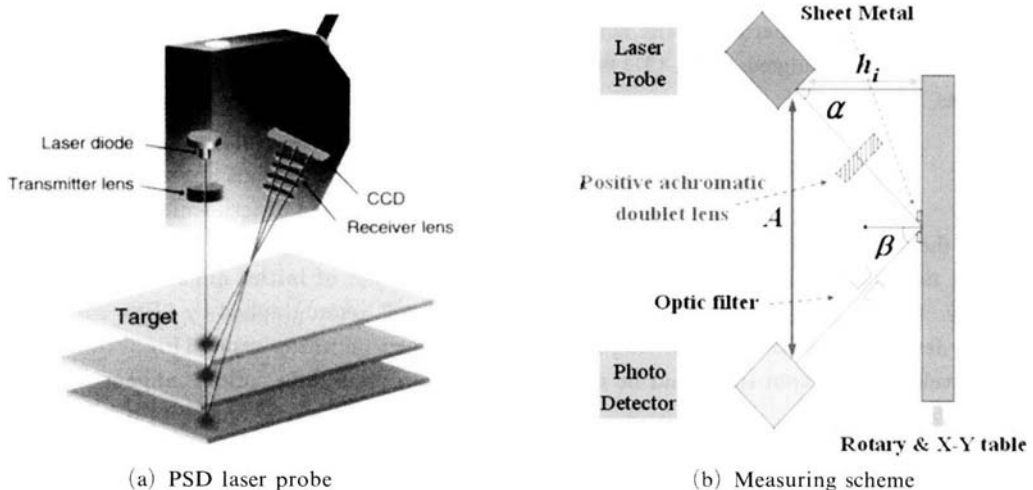 Laser diode
Transmitter lens
CCD
Receiver lens
Target
(a) PSD laser probe
Sheet Metal
Laser
Probe
h_i
α
Positive achromatic
doublet lens
A
β
Optic filter
Photo
Detector
Rotary & X-Y table
(b) Measuring scheme